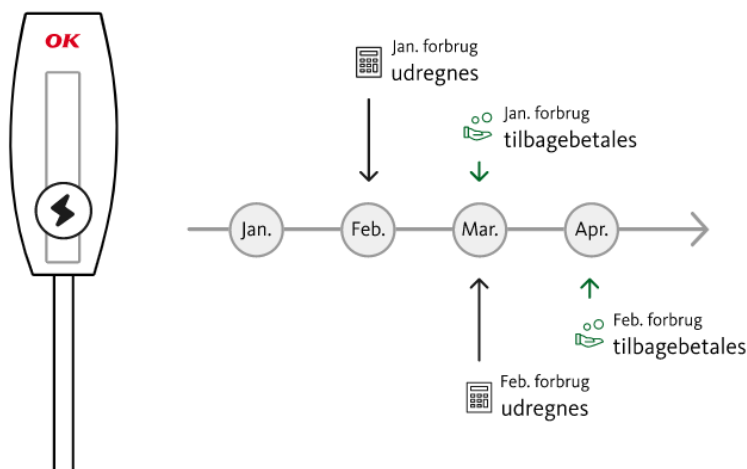 OK
Jan. forbrug
udregnes
Jan. forbrug
tilbagebetales
Jan.
Feb.
Mar.
Apr.
Feb. forbrug
tilbagebetales
Feb. forbrug
udregnes